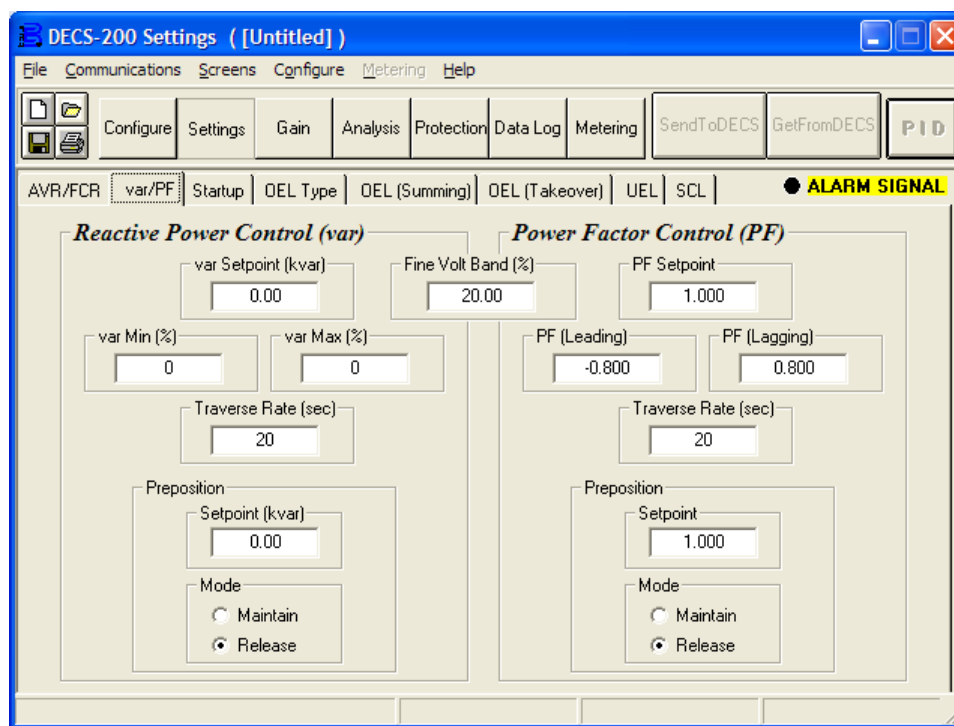 DECS-200 Settings ( [Untitled] )
File Communications Screens Configure Metering Help
Configure Settings Gain Analysis Protection Data Log Metering SendToDECS GetFromDECS PID
AVR/FCR var/PF Startup OEL Type OEL (Summing) OEL (Takeover) UEL SCL ALARM SIGNAL
Reactive Power Control (var) Power Factor Control (PF)
var Setpoint (kvar) Fine Volt Band (%) PF Setpoint
0.00 20.00 1.000
var Min (%) var Max (%) PF (Leading) PF (Lagging)
0 0 -0.800 0.800
Traverse Rate (sec) Traverse Rate (sec)
20 20
Preposition Preposition
Setpoint (kvar) Setpoint
0.00 1.000
Mode Mode
Maintain Maintain
Release Release